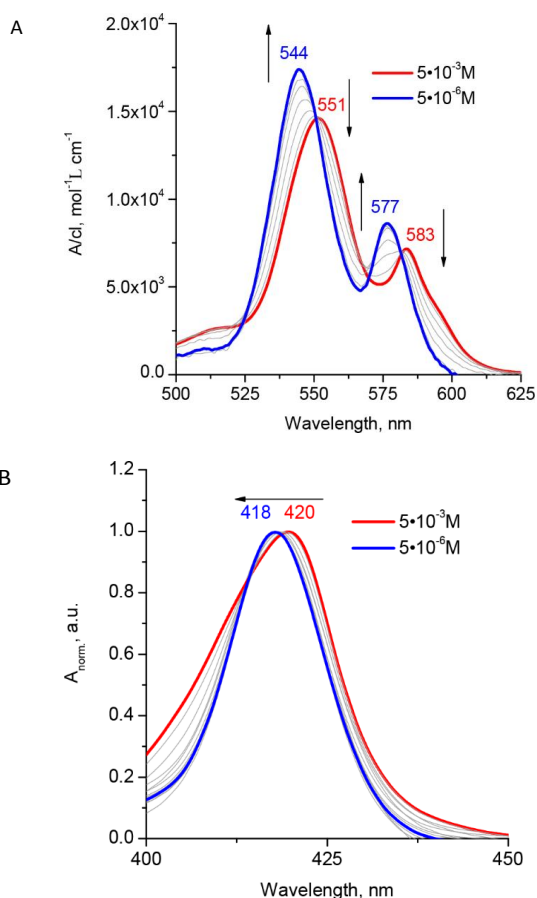 A
544
551
577
583
5•10⁻³M
5•10⁻⁶M
A/cl, mol⁻¹L cm⁻¹
2.0x10⁴
1.5x10⁴
1.0x10⁴
5.0x10³
0.0
500 525 550 575 600 625
Wavelength, nm
B
418 420
5•10⁻³M
5•10⁻⁶M
Aₙₒᵣₘ., a.u.
1.2
1.0
0.8
0.6
0.4
0.2
0.0
400 425 450
Wavelength, nm